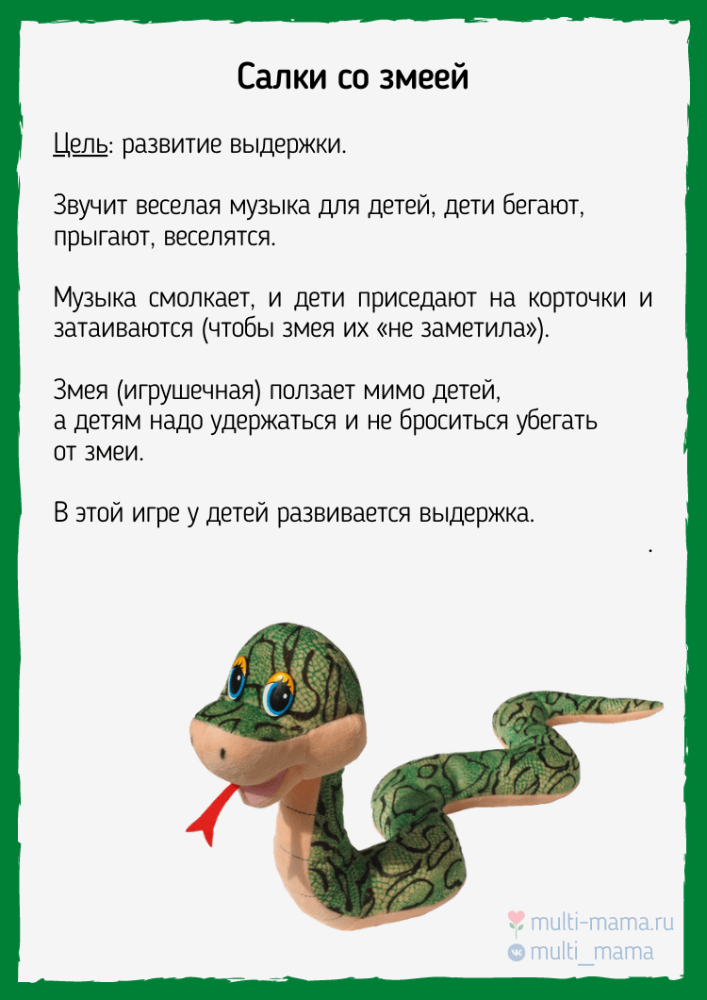 Салки со змеей
Цель: развитие выдержки.
Звучит веселая музыка для детей, дети бегают,
прыгают, веселятся.
Музыка смолкает, и дети приседают на корточки и
затаиваются (чтобы змея их «не заметила»).
Змея (игрушечная) ползает мимо детей,
а детям надо удержаться и не броситься убегать
от змеи.
В этой игре у детей развивается выдержка.
.
multi-mama.ru
multi_mama